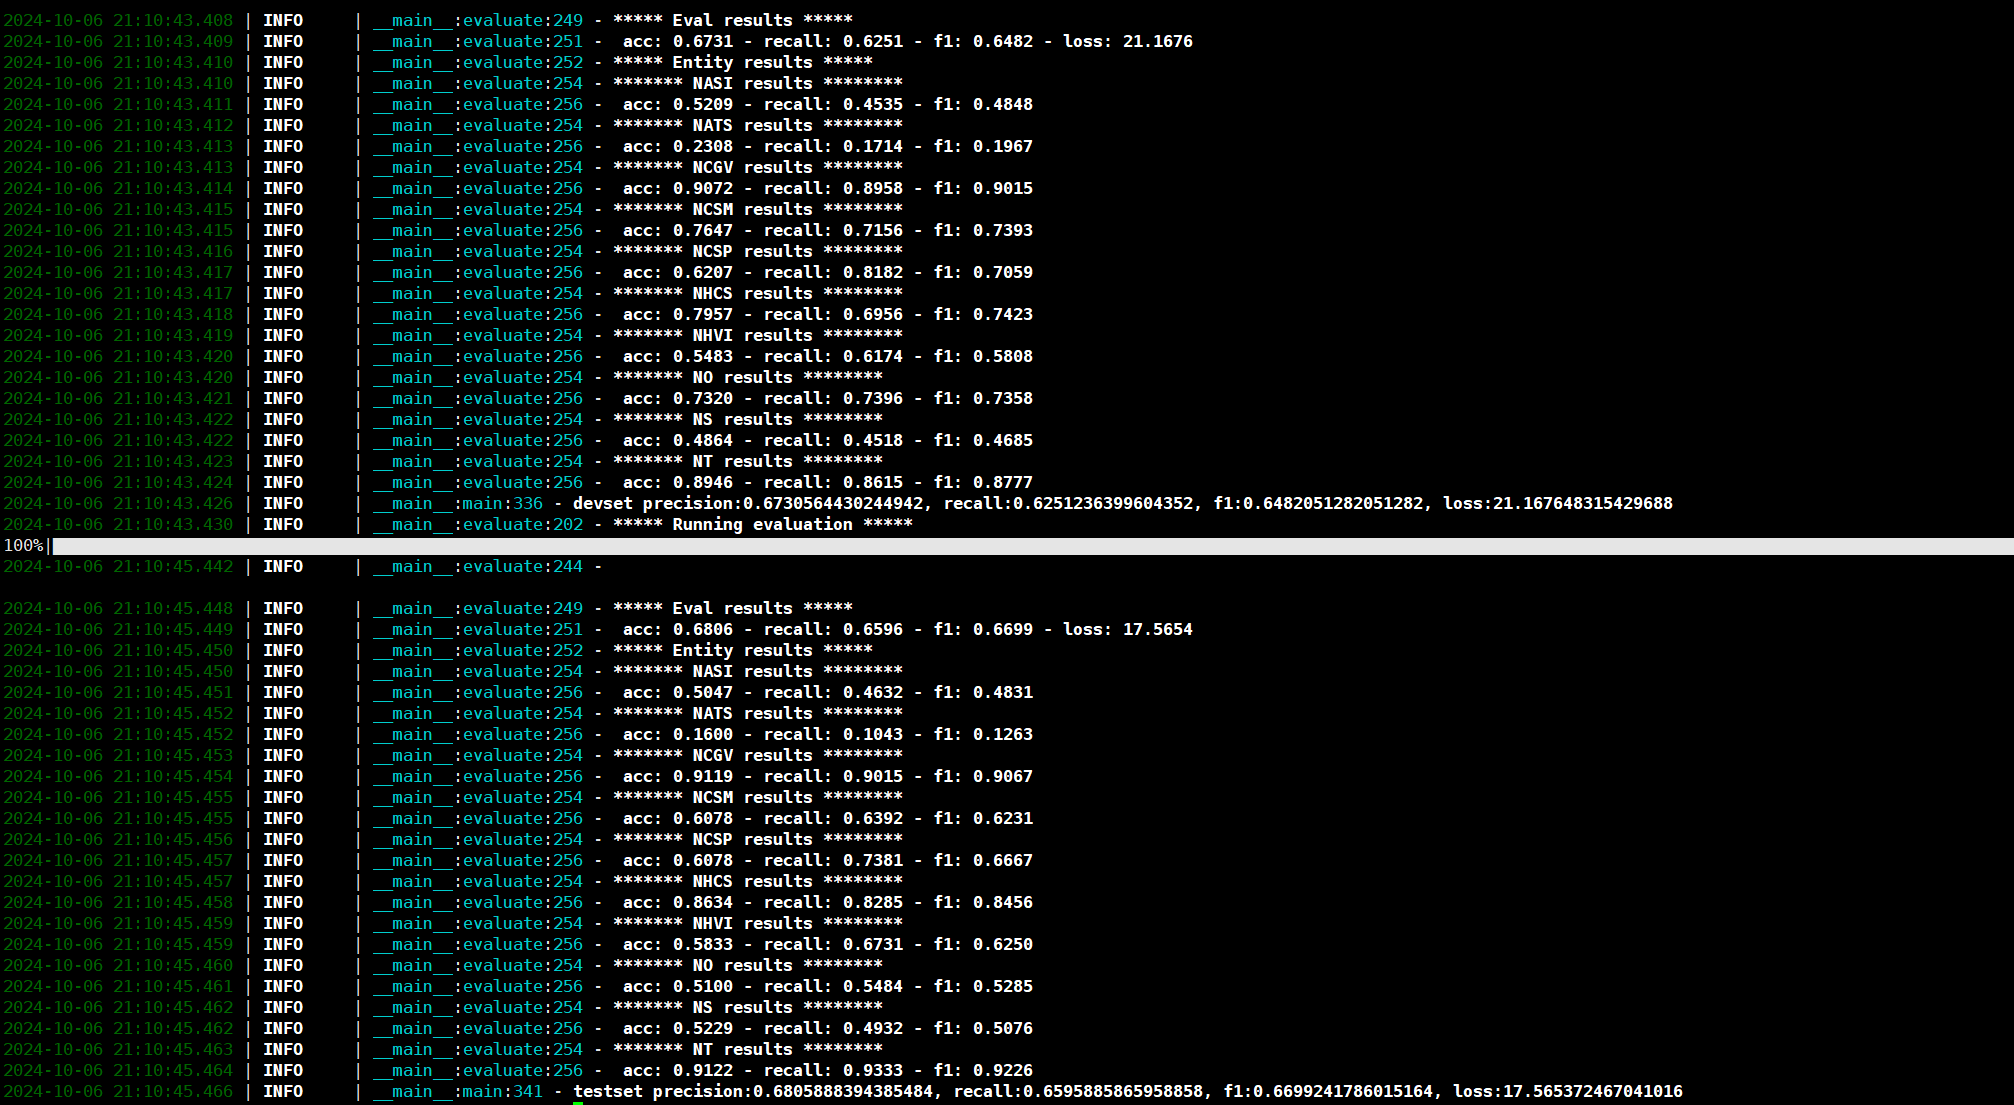 2024-10-06 21:10:43.408 | INFO     | __main__:evaluate:249 - ***** Eval results *****
2024-10-06 21:10:43.409 | INFO     | __main__:evaluate:251 -  acc: 0.6731 - recall: 0.6251 - f1: 0.6482 - loss: 21.1676
2024-10-06 21:10:43.410 | INFO     | __main__:evaluate:252 - ***** Entity results *****
2024-10-06 21:10:43.410 | INFO     | __main__:evaluate:254 - ******* NASI results ********
2024-10-06 21:10:43.411 | INFO     | __main__:evaluate:256 -  acc: 0.5209 - recall: 0.4535 - f1: 0.4848
2024-10-06 21:10:43.412 | INFO     | __main__:evaluate:254 - ******* NATS results ********
2024-10-06 21:10:43.413 | INFO     | __main__:evaluate:256 -  acc: 0.2308 - recall: 0.1714 - f1: 0.1967
2024-10-06 21:10:43.413 | INFO     | __main__:evaluate:254 - ******* NCGV results ********
2024-10-06 21:10:43.414 | INFO     | __main__:evaluate:256 -  acc: 0.9072 - recall: 0.8958 - f1: 0.9015
2024-10-06 21:10:43.415 | INFO     | __main__:evaluate:254 - ******* NCSM results ********
2024-10-06 21:10:43.415 | INFO     | __main__:evaluate:256 -  acc: 0.7647 - recall: 0.7156 - f1: 0.7393
2024-10-06 21:10:43.416 | INFO     | __main__:evaluate:254 - ******* NCSP results ********
2024-10-06 21:10:43.417 | INFO     | __main__:evaluate:256 -  acc: 0.6207 - recall: 0.8182 - f1: 0.7059
2024-10-06 21:10:43.417 | INFO     | __main__:evaluate:254 - ******* NHCS results ********
2024-10-06 21:10:43.418 | INFO     | __main__:evaluate:256 -  acc: 0.7957 - recall: 0.6956 - f1: 0.7423
2024-10-06 21:10:43.419 | INFO     | __main__:evaluate:254 - ******* NHVI results ********
2024-10-06 21:10:43.420 | INFO     | __main__:evaluate:256 -  acc: 0.5483 - recall: 0.6174 - f1: 0.5808
2024-10-06 21:10:43.420 | INFO     | __main__:evaluate:254 - ******* NO results ********
2024-10-06 21:10:43.421 | INFO     | __main__:evaluate:256 -  acc: 0.7320 - recall: 0.7396 - f1: 0.7358
2024-10-06 21:10:43.422 | INFO     | __main__:evaluate:254 - ******* NS results ********
2024-10-06 21:10:43.422 | INFO     | __main__:evaluate:256 -  acc: 0.4864 - recall: 0.4518 - f1: 0.4685
2024-10-06 21:10:43.423 | INFO     | __main__:evaluate:254 - ******* NT results ********
2024-10-06 21:10:43.424 | INFO     | __main__:evaluate:256 -  acc: 0.8946 - recall: 0.8615 - f1: 0.8777
2024-10-06 21:10:43.426 | INFO     | __main__:main:336 - devset precision:0.6730564430244942, recall:0.6251236399604352, f1:0.6482051282051282, loss:21.167648315429688
2024-10-06 21:10:43.430 | INFO     | __main__:evaluate:202 - ***** Running evaluation *****
100%|
2024-10-06 21:10:45.442 | INFO     | __main__:evaluate:244 -
2024-10-06 21:10:45.448 | INFO     | __main__:evaluate:249 - ***** Eval results *****
2024-10-06 21:10:45.449 | INFO     | __main__:evaluate:251 -  acc: 0.6806 - recall: 0.6596 - f1: 0.6699 - loss: 17.5654
2024-10-06 21:10:45.450 | INFO     | __main__:evaluate:252 - ***** Entity results *****
2024-10-06 21:10:45.450 | INFO     | __main__:evaluate:254 - ******* NASI results ********
2024-10-06 21:10:45.451 | INFO     | __main__:evaluate:256 -  acc: 0.5047 - recall: 0.4632 - f1: 0.4831
2024-10-06 21:10:45.452 | INFO     | __main__:evaluate:254 - ******* NATS results ********
2024-10-06 21:10:45.452 | INFO     | __main__:evaluate:256 -  acc: 0.1600 - recall: 0.1043 - f1: 0.1263
2024-10-06 21:10:45.453 | INFO     | __main__:evaluate:254 - ******* NCGV results ********
2024-10-06 21:10:45.454 | INFO     | __main__:evaluate:256 -  acc: 0.9119 - recall: 0.9015 - f1: 0.9067
2024-10-06 21:10:45.455 | INFO     | __main__:evaluate:254 - ******* NCSM results ********
2024-10-06 21:10:45.455 | INFO     | __main__:evaluate:256 -  acc: 0.6078 - recall: 0.6392 - f1: 0.6231
2024-10-06 21:10:45.456 | INFO     | __main__:evaluate:254 - ******* NCSP results ********
2024-10-06 21:10:45.457 | INFO     | __main__:evaluate:256 -  acc: 0.6078 - recall: 0.7381 - f1: 0.6667
2024-10-06 21:10:45.457 | INFO     | __main__:evaluate:254 - ******* NHCS results ********
2024-10-06 21:10:45.458 | INFO     | __main__:evaluate:256 -  acc: 0.8634 - recall: 0.8285 - f1: 0.8456
2024-10-06 21:10:45.459 | INFO     | __main__:evaluate:254 - ******* NHVI results ********
2024-10-06 21:10:45.459 | INFO     | __main__:evaluate:256 -  acc: 0.5833 - recall: 0.6731 - f1: 0.6250
2024-10-06 21:10:45.460 | INFO     | __main__:evaluate:254 - ******* NO results ********
2024-10-06 21:10:45.461 | INFO     | __main__:evaluate:256 -  acc: 0.5100 - recall: 0.5484 - f1: 0.5285
2024-10-06 21:10:45.462 | INFO     | __main__:evaluate:254 - ******* NS results ********
2024-10-06 21:10:45.462 | INFO     | __main__:evaluate:256 -  acc: 0.5229 - recall: 0.4932 - f1: 0.5076
2024-10-06 21:10:45.463 | INFO     | __main__:evaluate:254 - ******* NT results ********
2024-10-06 21:10:45.464 | INFO     | __main__:evaluate:256 -  acc: 0.9122 - recall: 0.9333 - f1: 0.9226
2024-10-06 21:10:45.466 | INFO     | __main__:main:341 - testset precision:0.6805888394385484, recall:0.6595885865958858, f1:0.6699241786015164, loss:17.565372467041016